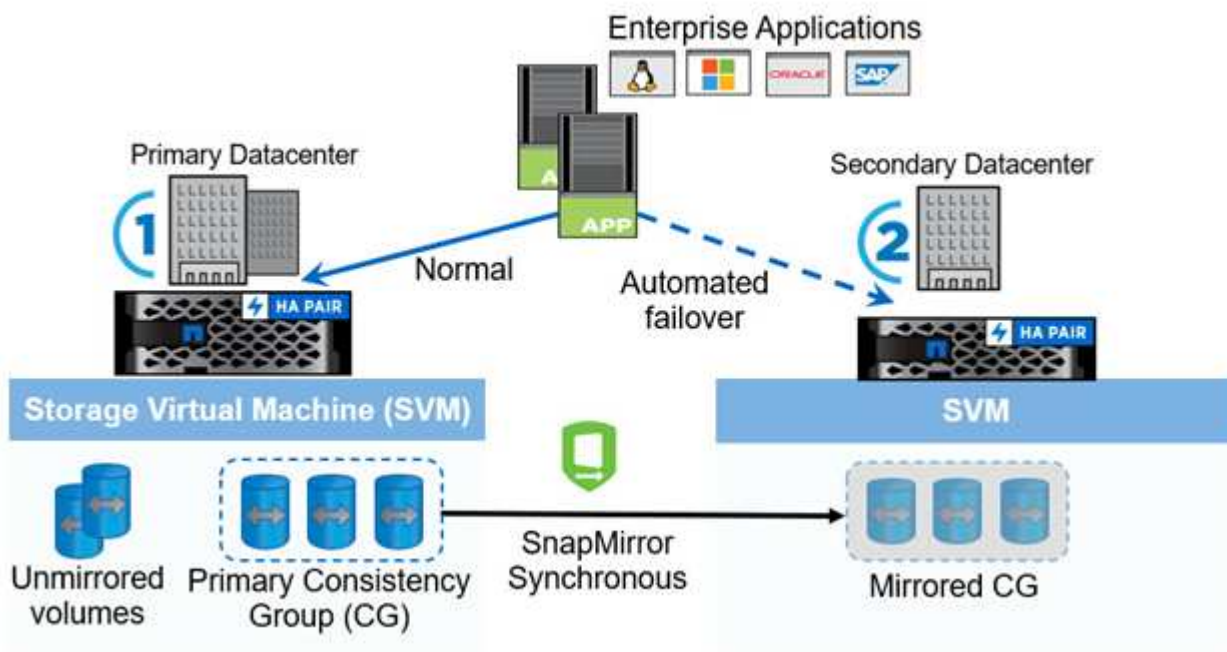 Enterprise Applications
ORACLE
SAP
Primary Datacenter
Secondary Datacenter
1
APP
2
Normal
Automated
failover
HA PAIR
HA PAIR
Storage Virtual Machine (SVM)
SVM
Unmirrored
volumes
Primary Consistency
Group (CG)
SnapMirror
Synchronous
Mirrored CG